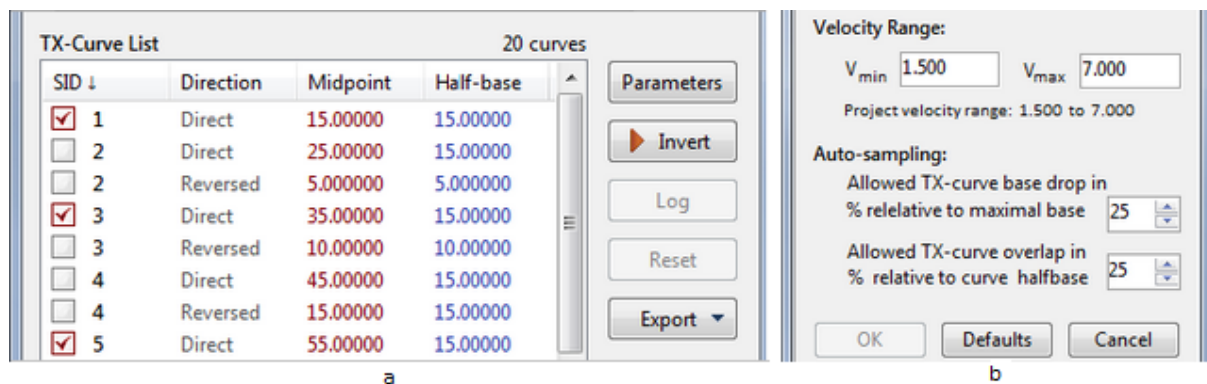 TX-Curve List 20 curves
SID ↓ Direction Midpoint Half-base
1 Direct 15.00000 15.00000
2 Direct 25.00000 15.00000
2 Reversed 5.000000 5.000000
3 Direct 35.00000 15.00000
3 Reversed 10.00000 10.00000
4 Direct 45.00000 15.00000
4 Reversed 15.00000 15.00000
5 Direct 55.00000 15.00000
Parameters
Invert
Log
Reset
Export
a
Velocity Range:
Vmin 1.500 Vmax 7.000
Project velocity range: 1.500 to 7.000
Auto-sampling:
Allowed TX-curve base drop in
% relelative to maximal base 25
Allowed TX-curve overlap in
% relative to curve halfbase 25
OK Defaults Cancel
b